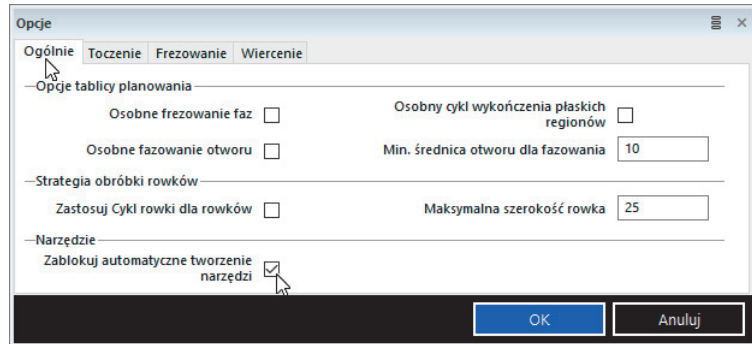 Opcje
Ogólnie Toczenie Frezowanie Wiercenie
Opcje tablicy planowania
Osobne frezowanie faz
Osobny cykl wykończenia płaskich
regionów
Osobne fazowanie otworu
Min. średnica otworu dla fazowania 10
Strategia obróbki rowków
Zastosuj Cykl rowki dla rowków
Maksymalna szerokość rowka 25
Narzędzie
Zablokuj automatyczne tworzenie
narzędzi
OK Anuluj